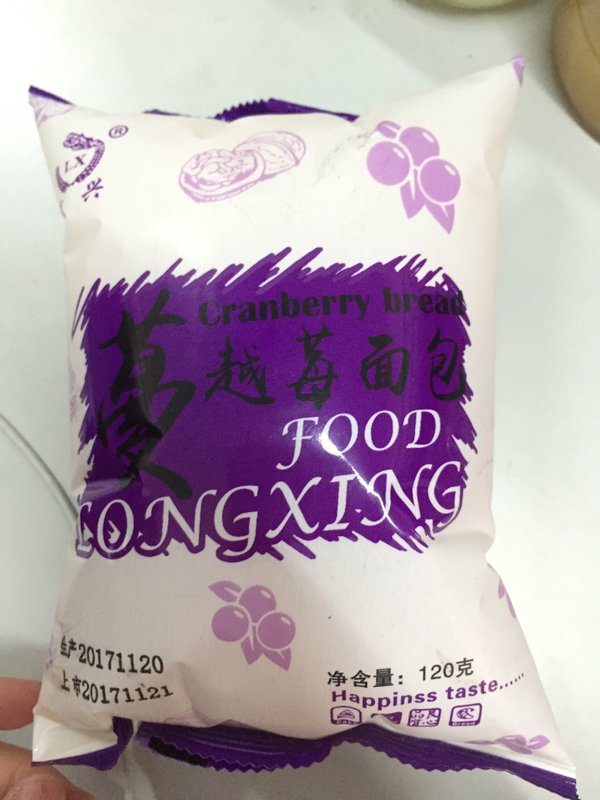 LX
®
兴
Cranberry bread
蔓越莓面包
FOOD
LONGXING
生产20171120
上市20171121
净含量：120克
Happinss taste......